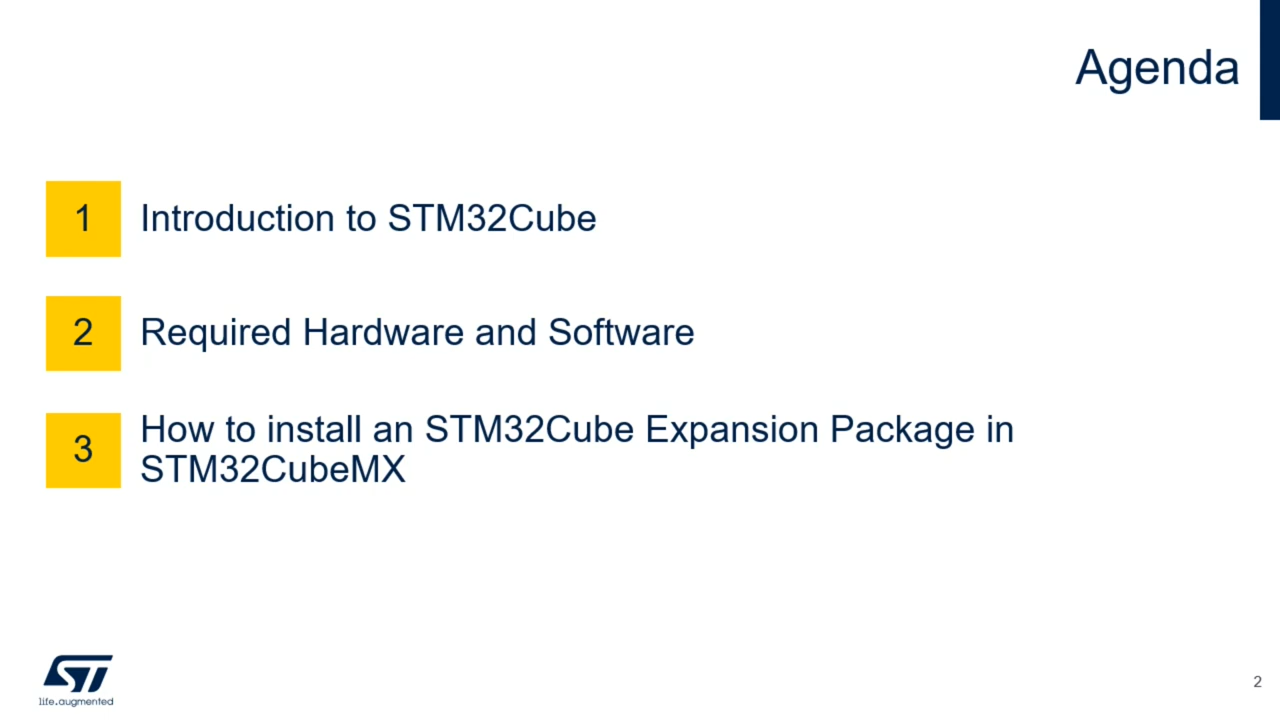 Agenda
1
Introduction to STM32Cube
2
Required Hardware and Software
3
How to install an STM32Cube Expansion Package in
STM32CubeMX
ST
life.augmented
2